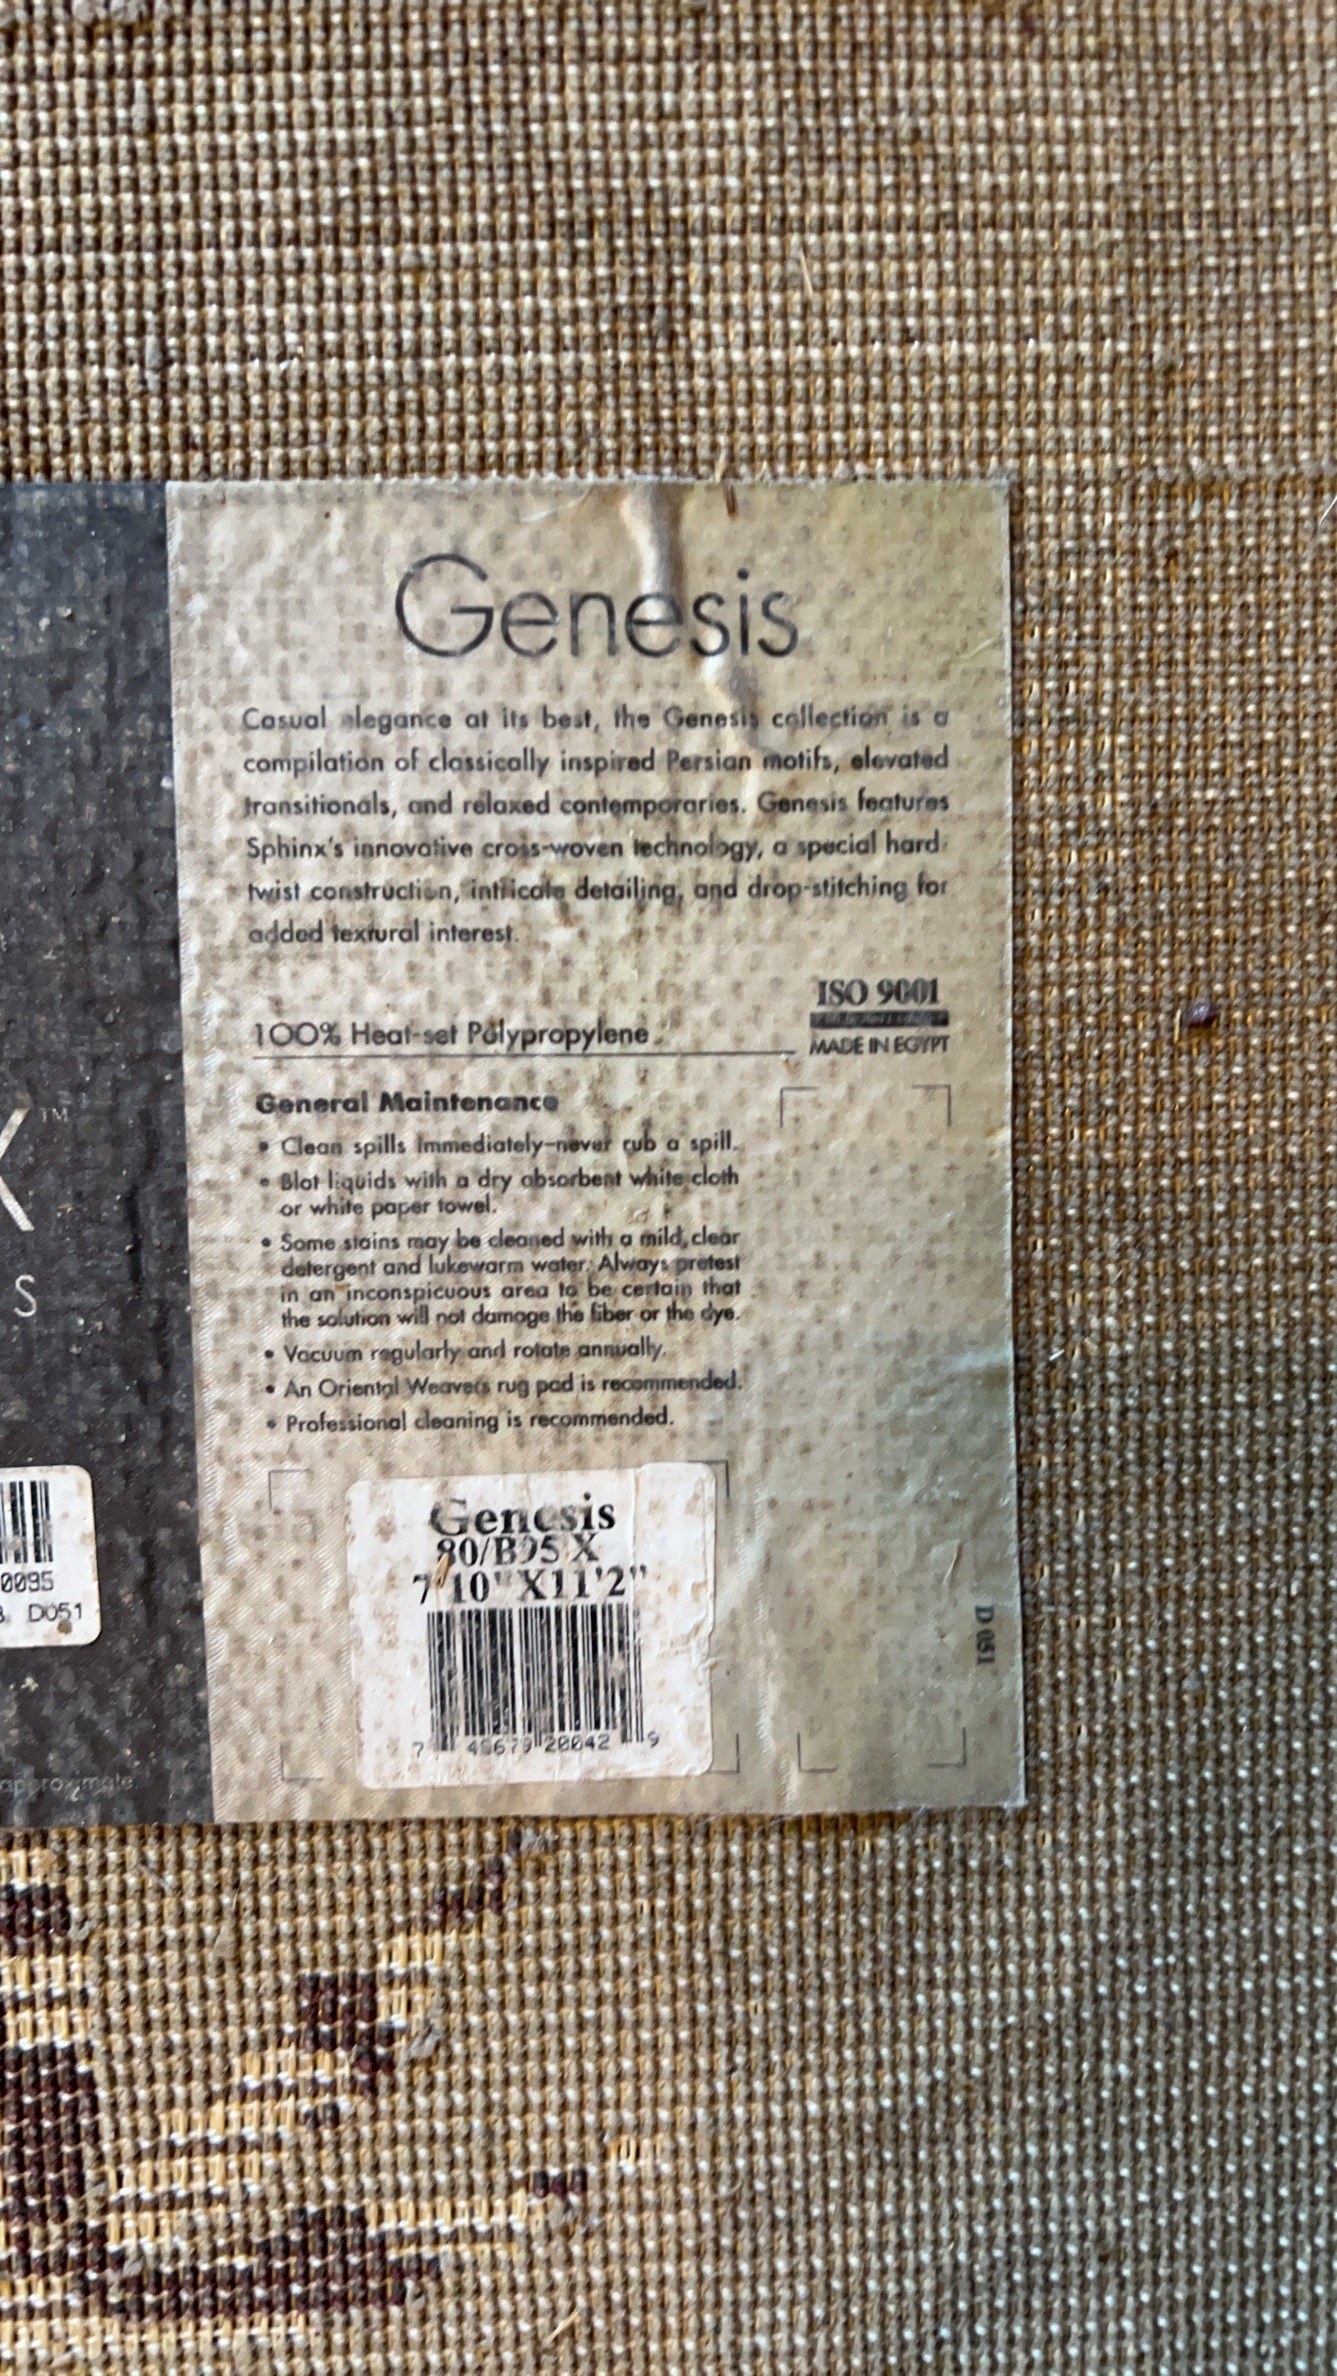 Genesis
Casual elegance at its best, the Genesis collection is a
compilation of classically inspired Persian motifs, elevated
transitionals, and relaxed contemporaries. Genesis features
Sphinx's innovative cross-woven technology, a special hard-
twist construction, intricate detailing, and drop-stitching for
added textural interest.
ISO 9001
MADE IN EGYPT
100% Heat-set Polypropylene
General Maintenance
• Clean spills Immediately–never rub a spill.
• Blot liquids with a dry absorbent white cloth
or white paper towel.
• Some stains may be cleaned with a mild, clear
detergent and lukewarm water. Always pretest
in an inconspicuous area to be certain that
the solution will not damage the fiber or the dye.
• Vacuum regularly and rotate annually.
• An Oriental Weavers rug pad is recommended.
• Professional cleaning is recommended.
Genesis
80/B95 X
7'10" X11'2"
7 48679 20042 9
D 051
X™
S
0095
D051
approximate.